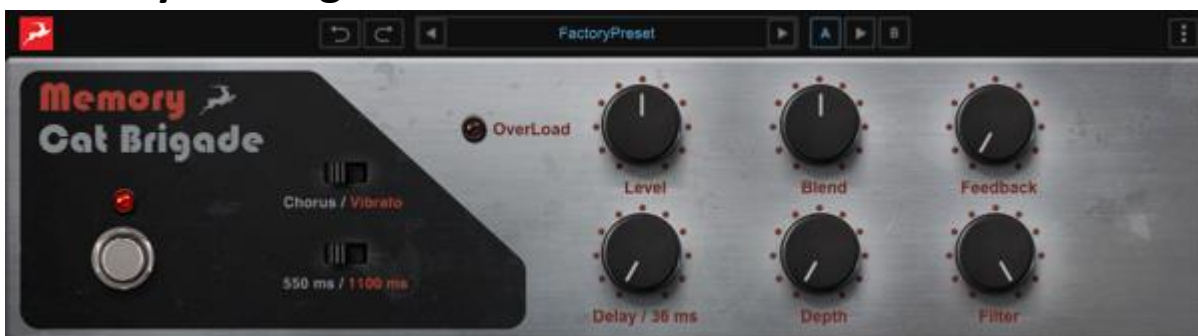 FactoryPreset
A
B
Memory
Cat Brigade
OverLoad
Level
Blend
Feedback
Chorus / Vibrato
550 ms / 1100 ms
Delay / 36 ms
Depth
Filter